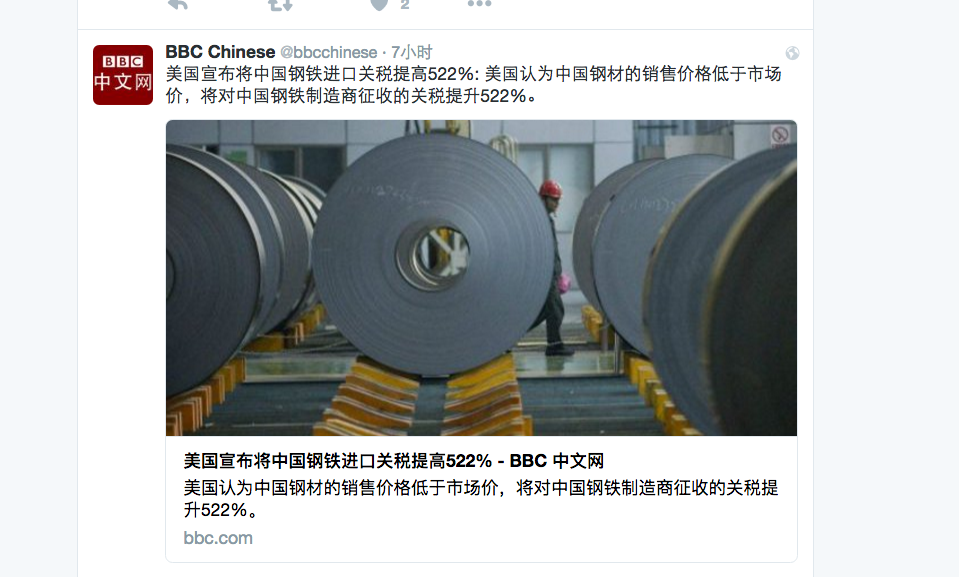 2
BBC Chinese @bbcchinese · 7小时
BBC
中文网
美国宣布将中国钢铁进口关税提高522%: 美国认为中国钢材的销售价格低于市场
价，将对中国钢铁制造商征收的关税提升522%。
美国宣布将中国钢铁进口关税提高522% - BBC 中文网
美国认为中国钢材的销售价格低于市场价，将对中国钢铁制造商征收的关税提
升522%。
bbc.com